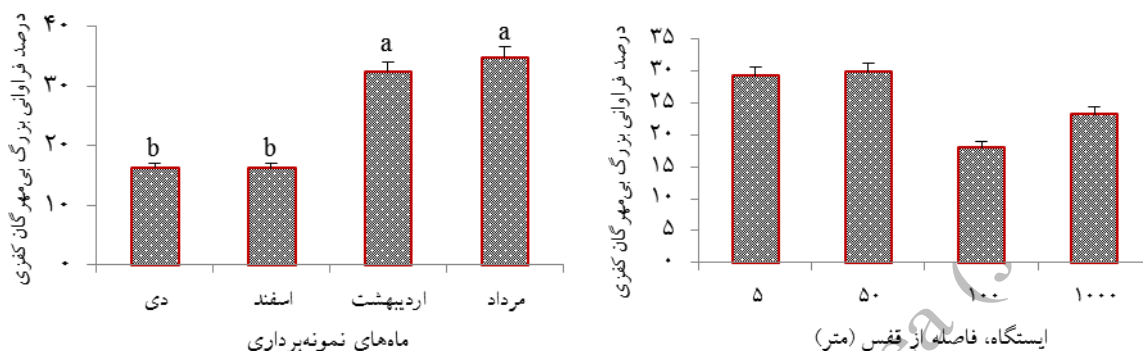 درصد فراوانی بزرگ بی‌مهرگان کفزی
۴۰
۳۰
۲۰
۱۰
۰
b
b
a
a
دی
اسفند
اردیبهشت
مرداد
ماه‌های نمونه‌برداری
درصد فراوانی بزرگ بی‌مهرگان کفزی
۳۵
۳۰
۲۵
۲۰
۱۵
۱۰
۵
۰
۵
۵۰
۱۰۰
۱۰۰۰
ایستگاه، فاصله از قفس (متر)